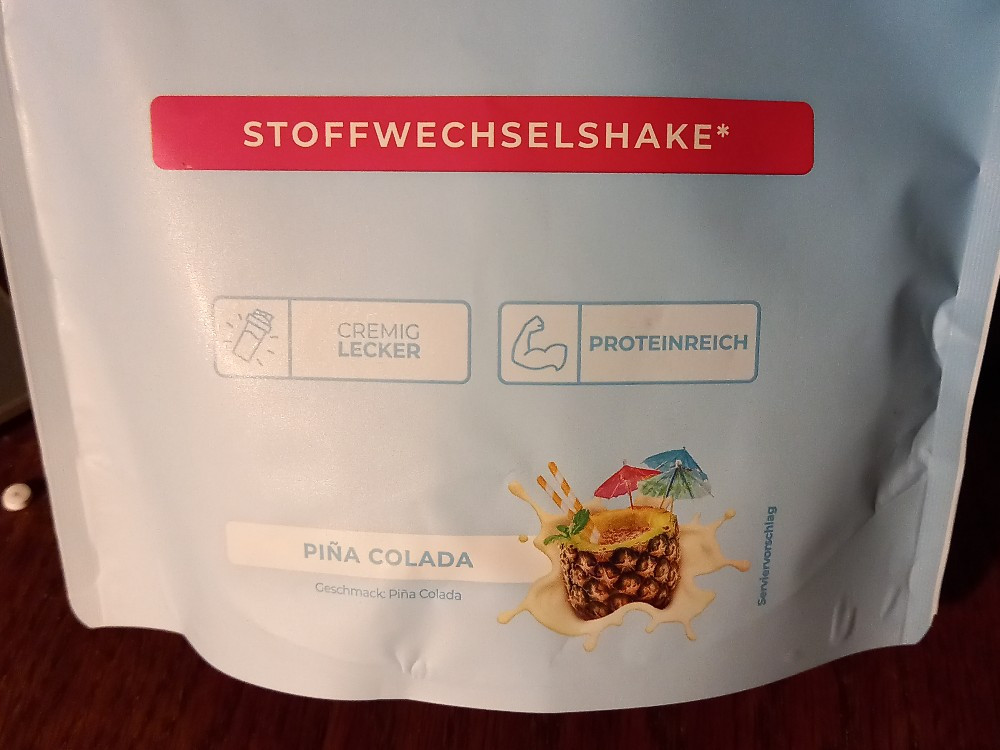 STOFFWECHSELSHAKE*
CREMIG
LECKER
PROTEINREICH
PIÑA COLADA
Geschmack: Piña Colada
Serviervorschlag